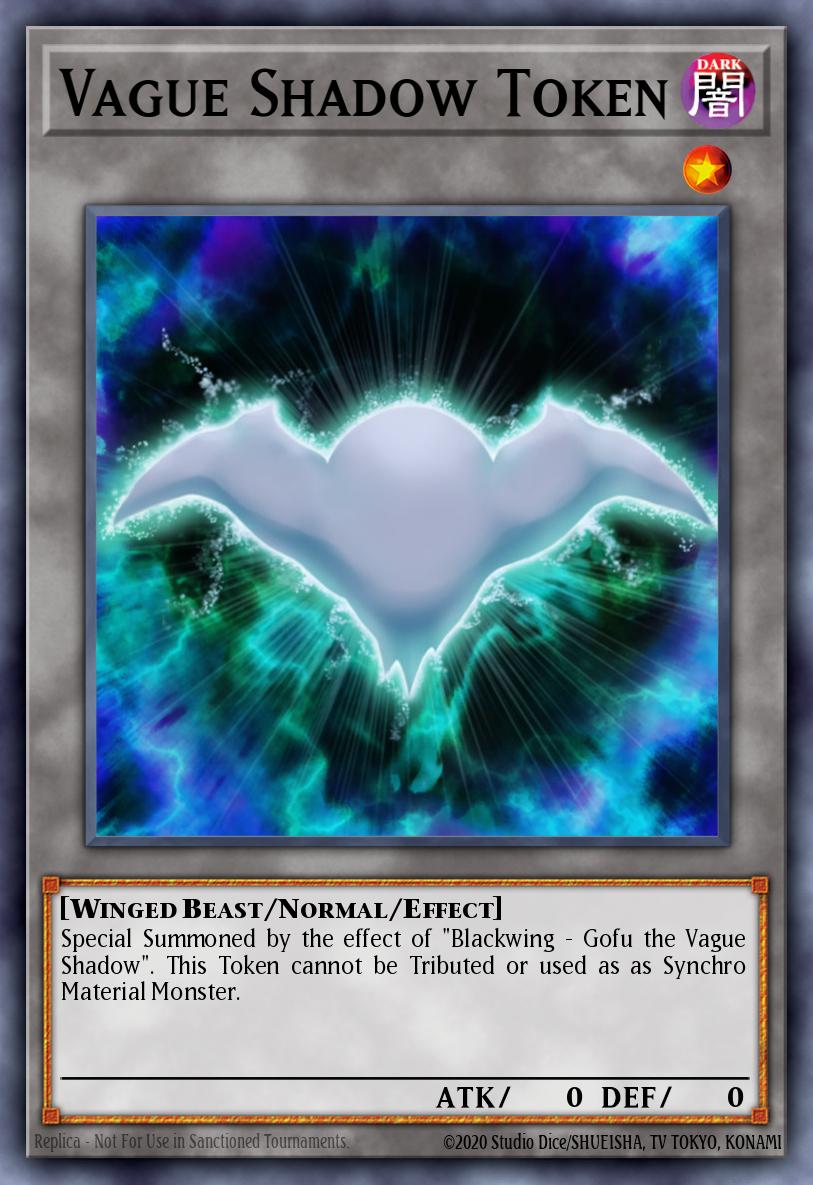 Vague Shadow Token
DARK
闇
[Winged Beast/Normal/Effect]
Special Summoned by the effect of "Blackwing - Gofu the Vague
Shadow". This Token cannot be Tributed or used as as Synchro
Material Monster.
ATK/ 0 DEF/ 0
Replica - Not For Use in Sanctioned Tournaments.
©2020 Studio Dice/SHUEISHA, TV TOKYO, KONAMI